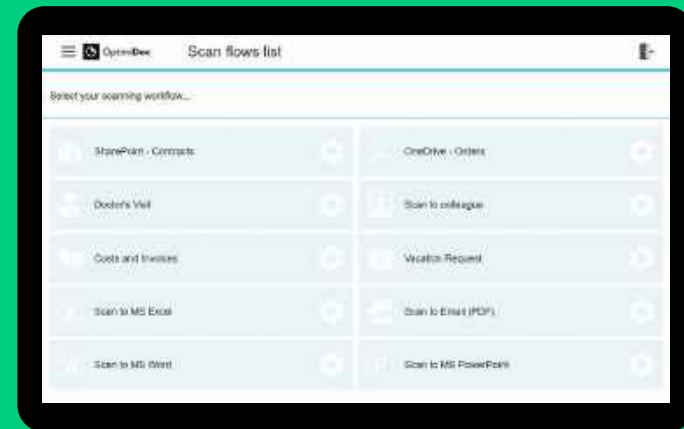 OptimiDoc
Scan flows list
Select your scanning workflow...
SharePoint - Contracts
OneDrive - Orders
Doctor's Visit
Scan to colleague
Costs and Invoices
Vacation Request
Scan to MS Excel
Scan to Email (PDF)
Scan to MS Word
Scan to MS PowerPoint